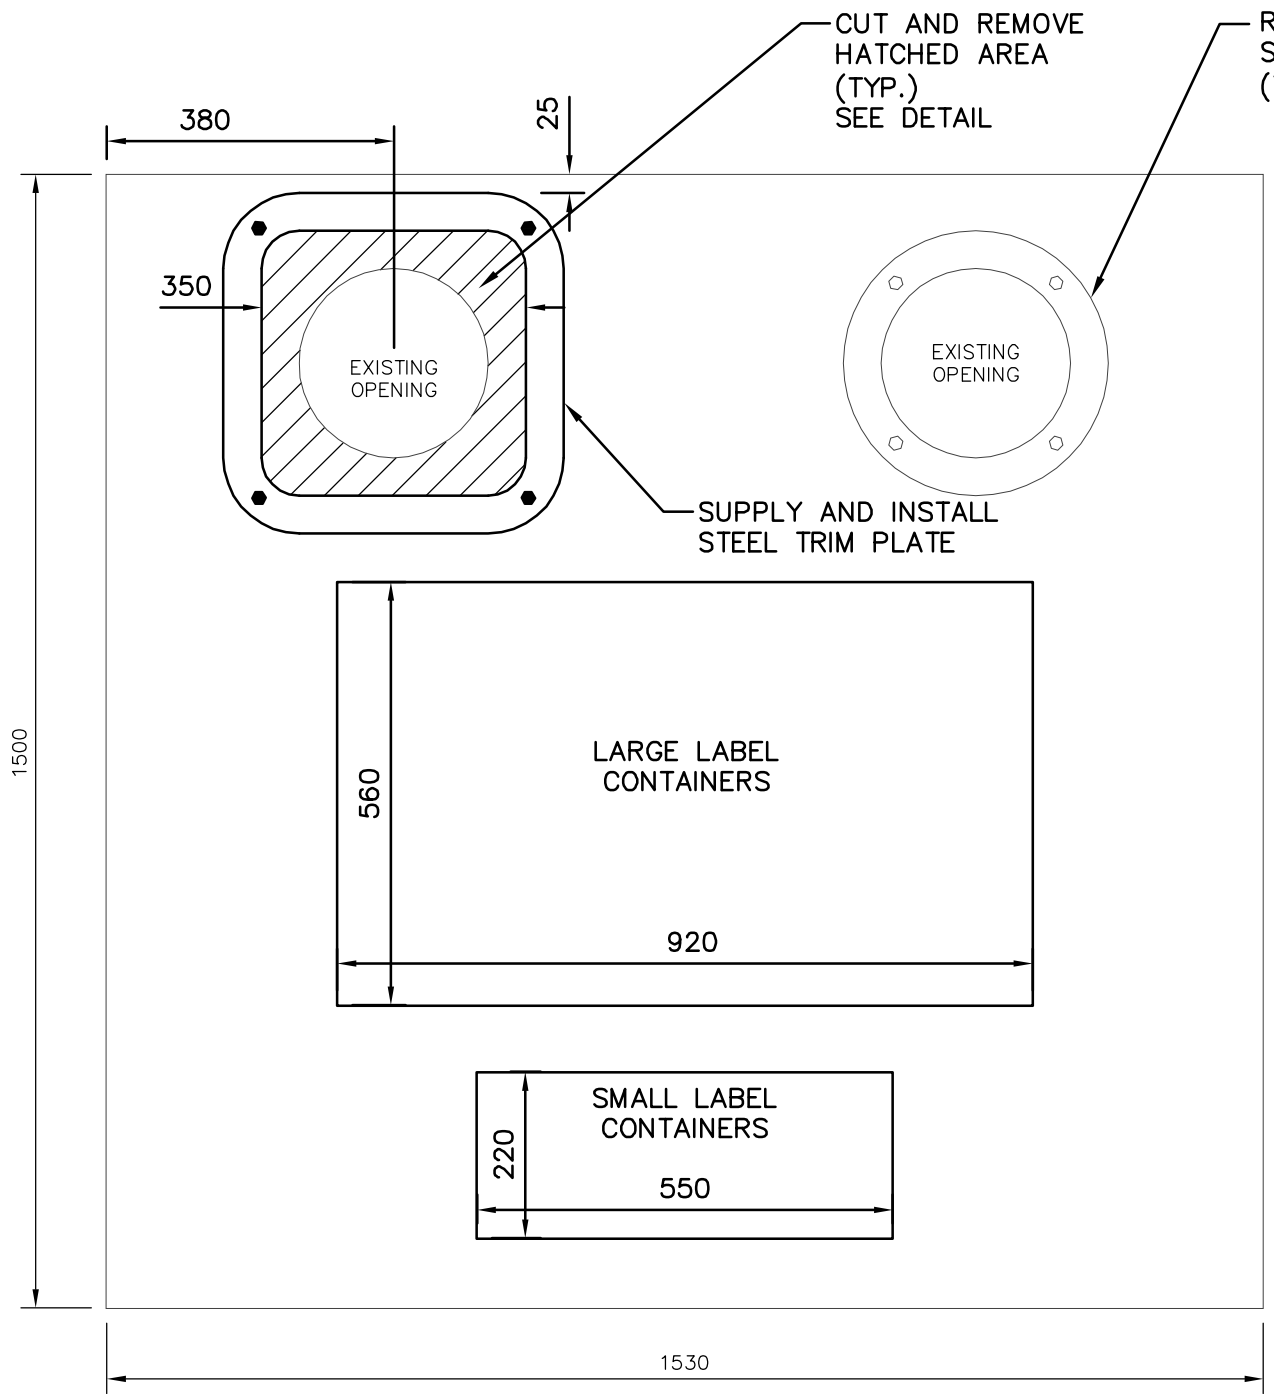 CUT AND REMOVE
HATCHED AREA
(TYP.)
SEE DETAIL
R
S
(
380
25
350
EXISTING
OPENING
EXISTING
OPENING
SUPPLY AND INSTALL
STEEL TRIM PLATE
1500
LARGE LABEL
CONTAINERS
560
920
SMALL LABEL
CONTAINERS
220
550
1530